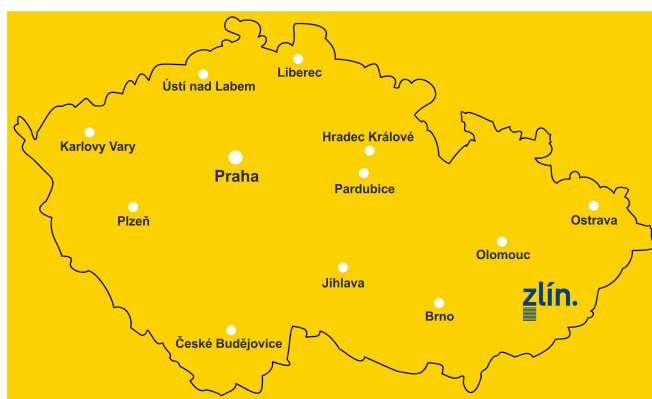 Liberec
Ústí nad Labem
Karlovy Vary
Hradec Králové
Praha
Pardubice
Plzeň
Ostrava
Olomouc
Jihlava
zlín.
Brno
České Budějovice